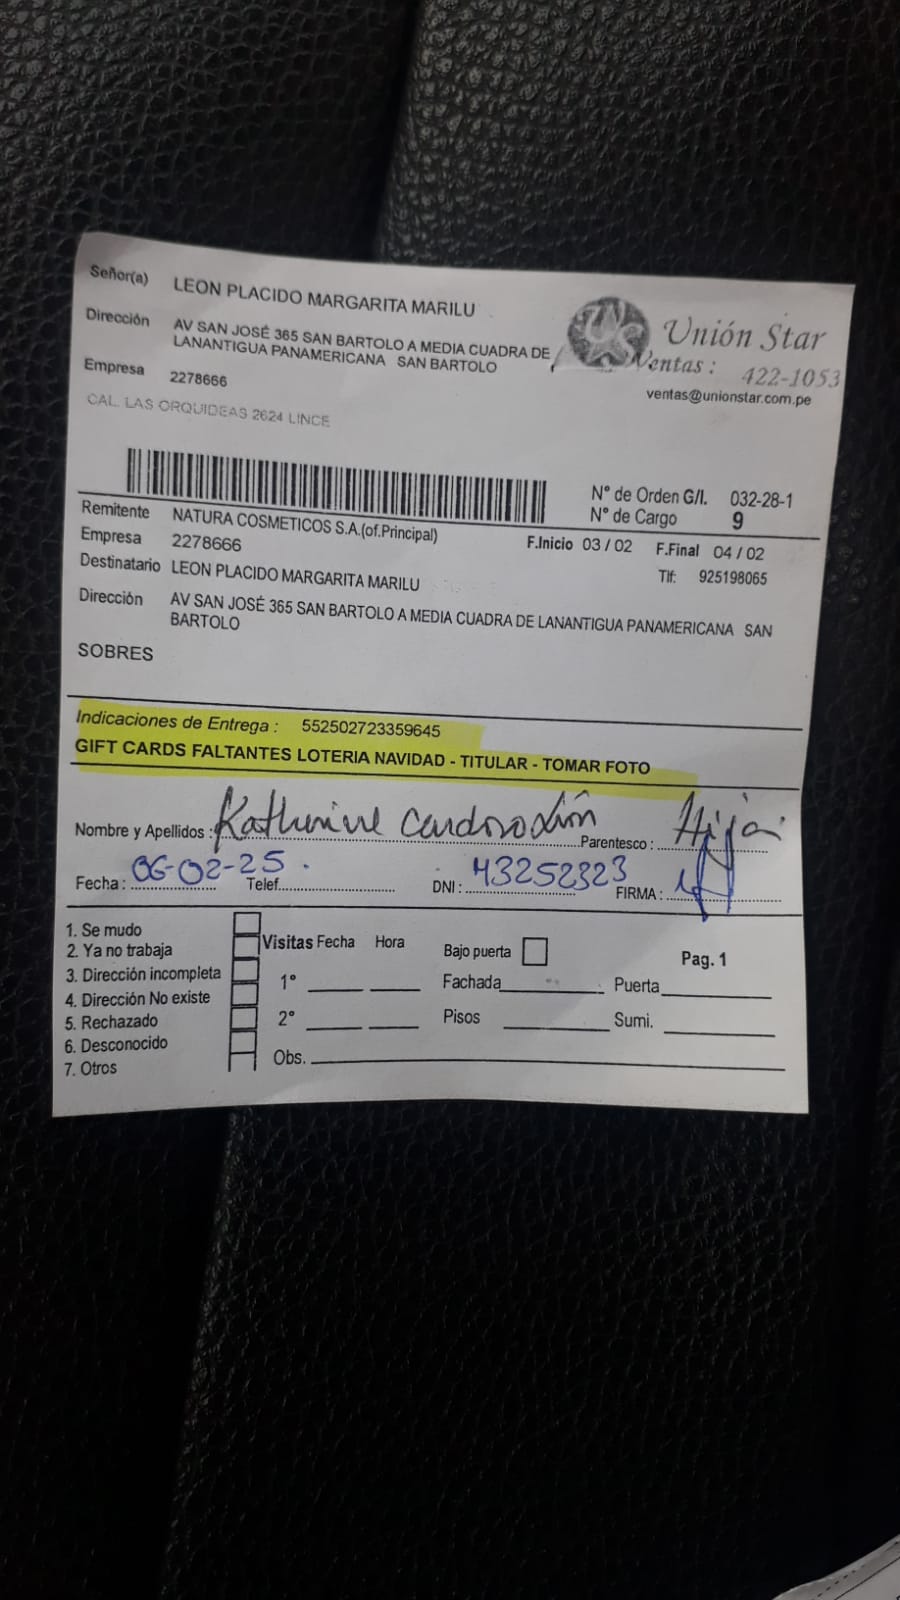 Señor(a) LEON PLACIDO MARGARITA MARILU
Dirección AV SAN JOSÉ 365 SAN BARTOLO A MEDIA CUADRA DE
LANANTIGUA PANAMERICANA SAN BARTOLO
Empresa 2278666
CAL. LAS ORQUIDEAS 2624 LINCE
Unión Star
Ventas : 422-1053
ventas@unionstar.com.pe
N° de Orden G/I. 032-28-1
N° de Cargo 9
Remitente NATURA COSMETICOS S.A.(of.Principal)
Empresa 2278666
F.Inicio 03 / 02 F.Final 04 / 02
Destinatario LEON PLACIDO MARGARITA MARILU
Tlf: 925198065
Dirección AV SAN JOSÉ 365 SAN BARTOLO A MEDIA CUADRA DE LANANTIGUA PANAMERICANA SAN
BARTOLO
SOBRES
Indicaciones de Entrega : 552502723359645
GIFT CARDS FALTANTES LOTERIA NAVIDAD - TITULAR - TOMAR FOTO
Nombre y Apellidos : Katherine Cardoso Parentesco : Hija
Fecha : 06-02-25 . Telef. DNI : 43252323 FIRMA :
1. Se mudo
2. Ya no trabaja
3. Dirección incompleta
4. Dirección No existe
5. Rechazado
6. Desconocido
7. Otros
Visitas Fecha Hora
1°
2°
Obs.
Bajo puerta
Fachada Puerta
Pisos Sumi.
Pag. 1